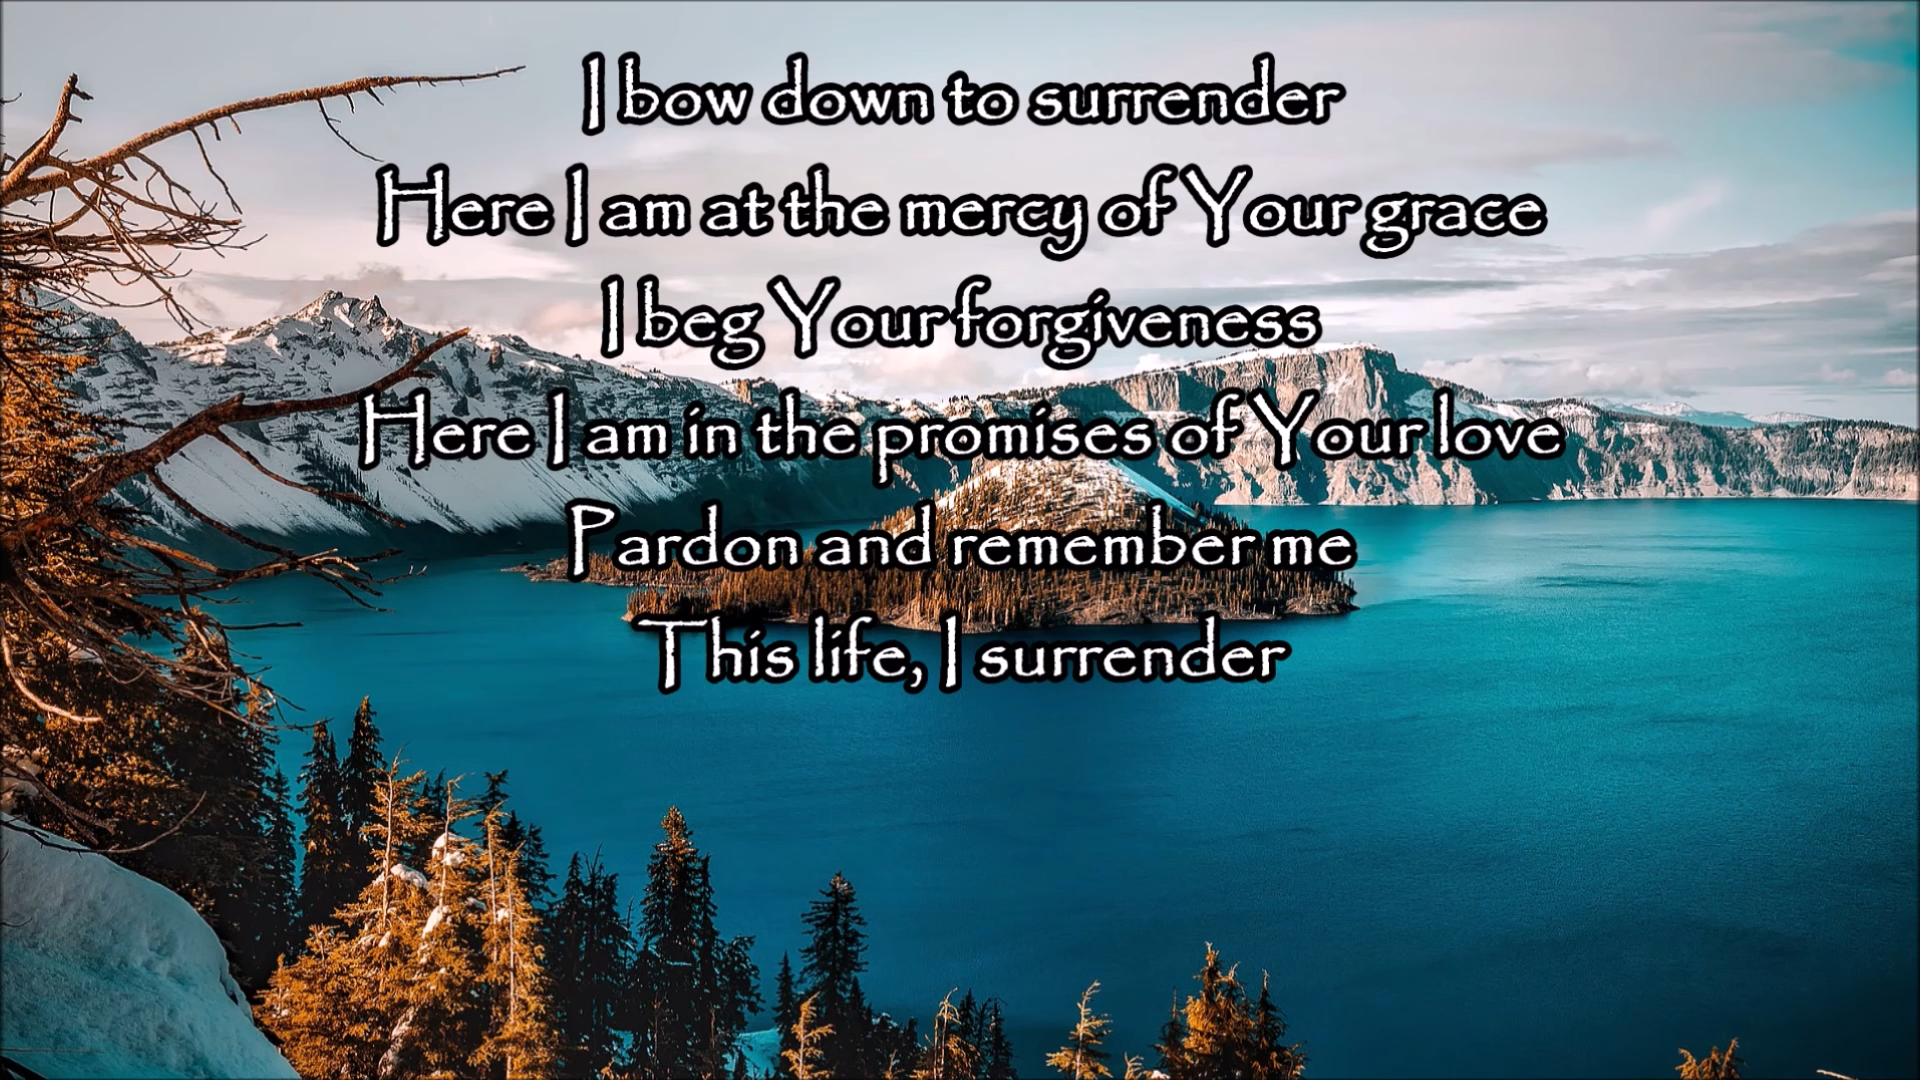 I bow down to surrender
Here I am at the mercy of Your grace
I beg Your forgiveness
Here I am in the promises of Your love
Pardon and remember me
This life, I surrender